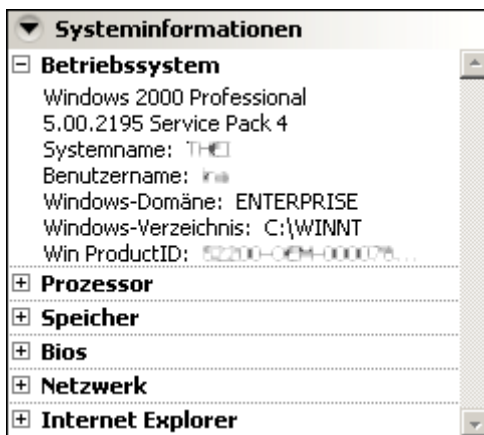 Systeminformationen
Betriebssystem
Windows 2000 Professional
5.00.2195 Service Pack 4
Systemname:
Benutzername:
Windows-Domäne: ENTERPRISE
Windows-Verzeichnis: C:\WINNT
Win ProductID:
Prozessor
Speicher
Bios
Netzwerk
Internet Explorer